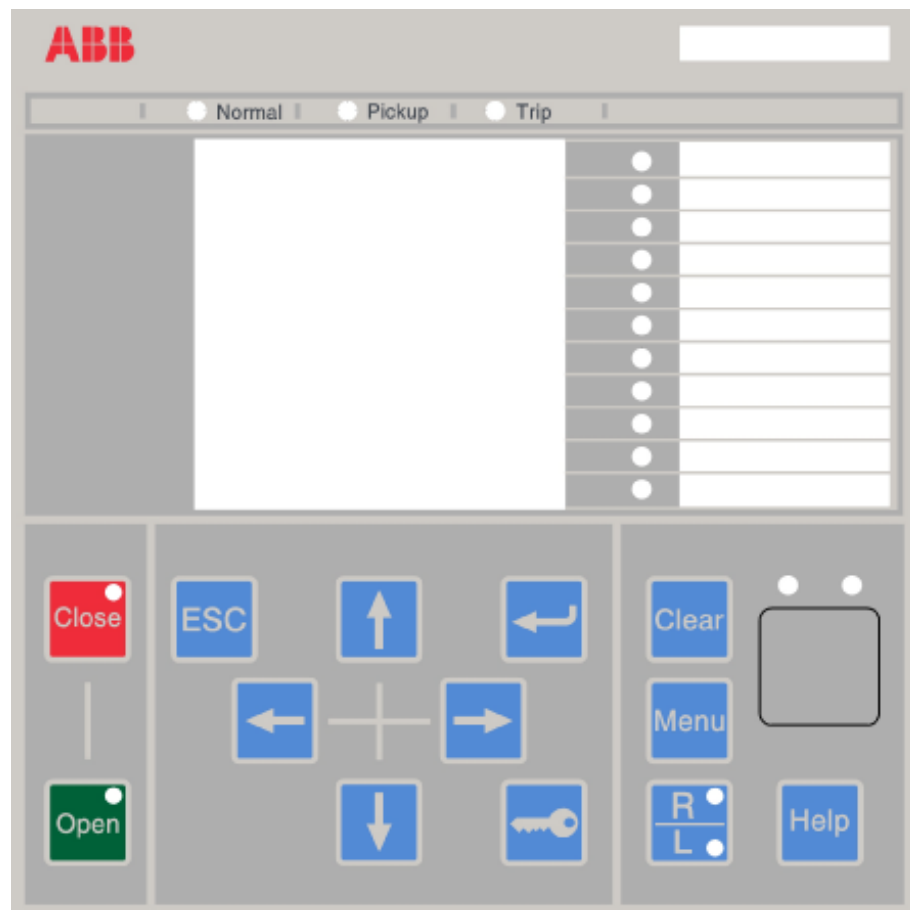 ABB
Normal Pickup Trip
Close ESC Clear
Menu
Open R Help
L